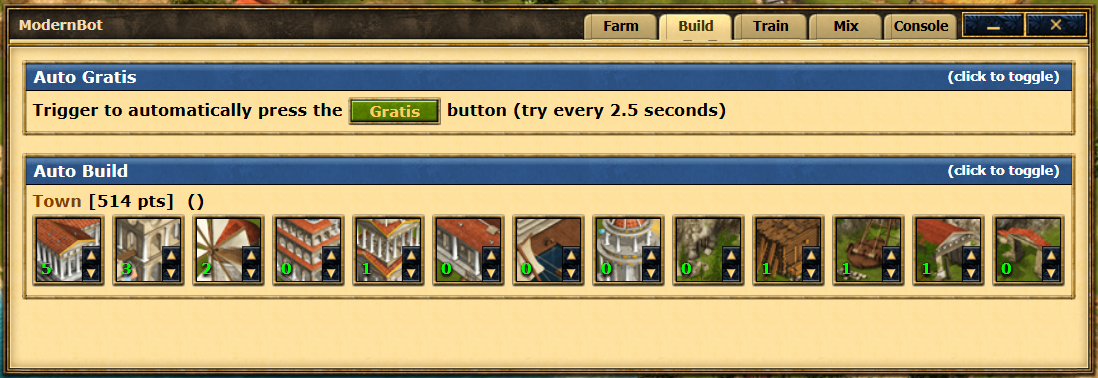 ModernBot
Farm
Build
Train
Mix
Console
Auto Gratis
(click to toggle)
Trigger to automatically press the Gratis button (try every 2.5 seconds)
Auto Build
(click to toggle)
Town [514 pts] ()
5 3 2 0 1 0 0 0 0 1 1 1 0